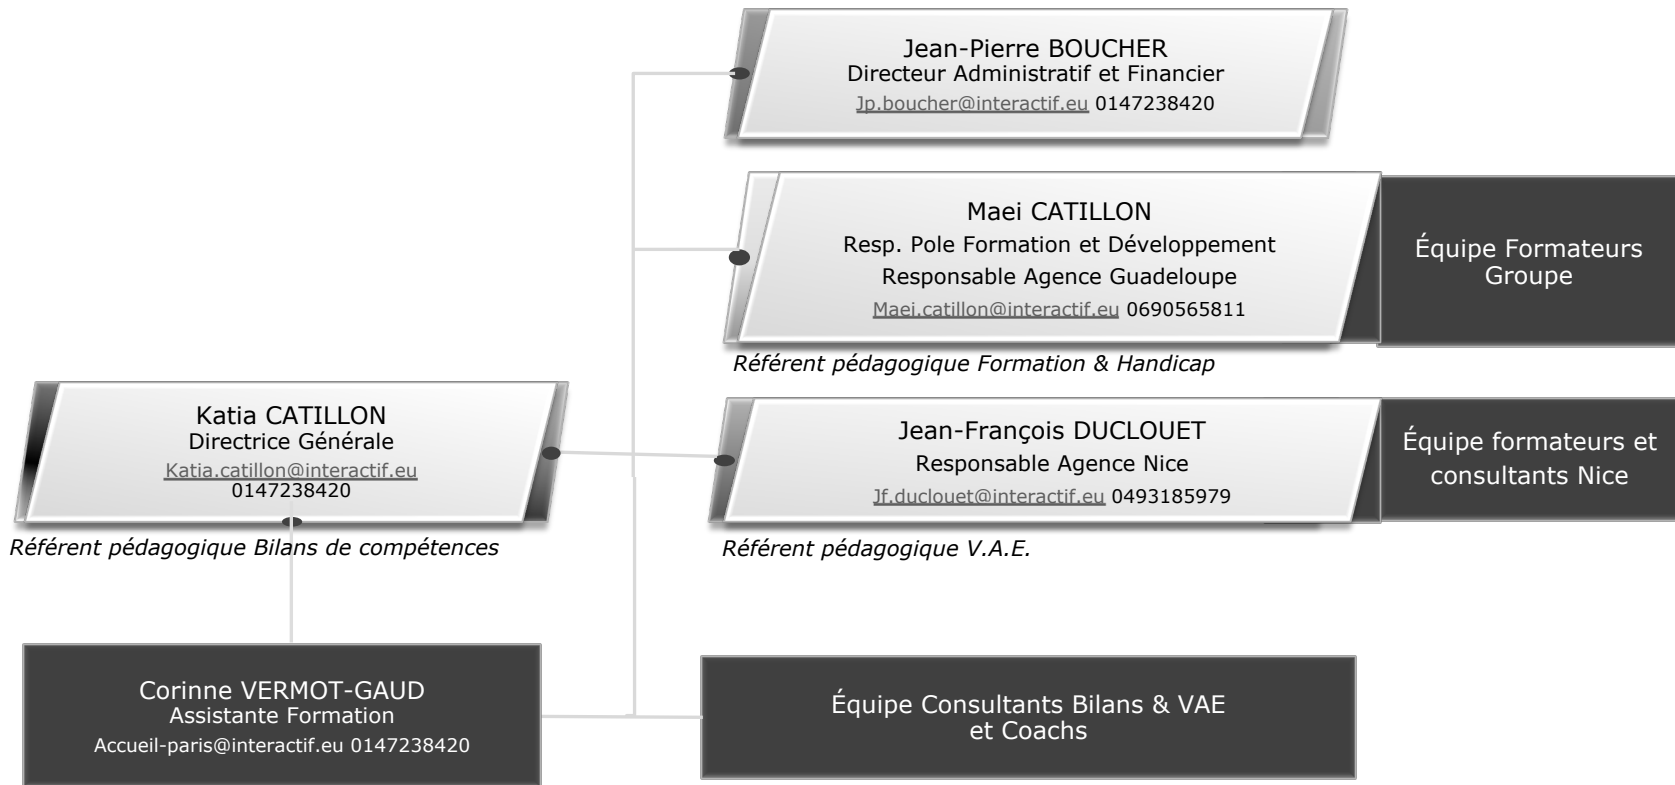 Jean-Pierre BOUCHER
Directeur Administratif et Financier
Jp.boucher@interactif.eu 0147238420
Maei CATILLON
Resp. Pole Formation et Développement
Responsable Agence Guadeloupe
Maei.catillon@interactif.eu 0690565811
Équipe Formateurs
Groupe
Référent pédagogique Formation & Handicap
Katia CATILLON
Directrice Générale
Katia.catillon@interactif.eu
0147238420
Référent pédagogique Bilans de compétences
Jean-François DUCLOUET
Responsable Agence Nice
Jf.duclouet@interactif.eu 0493185979
Équipe formateurs et
consultants Nice
Référent pédagogique V.A.E.
Corinne VERMOT-GAUD
Assistante Formation
Accueil-paris@interactif.eu 0147238420
Équipe Consultants Bilans & VAE
et Coachs